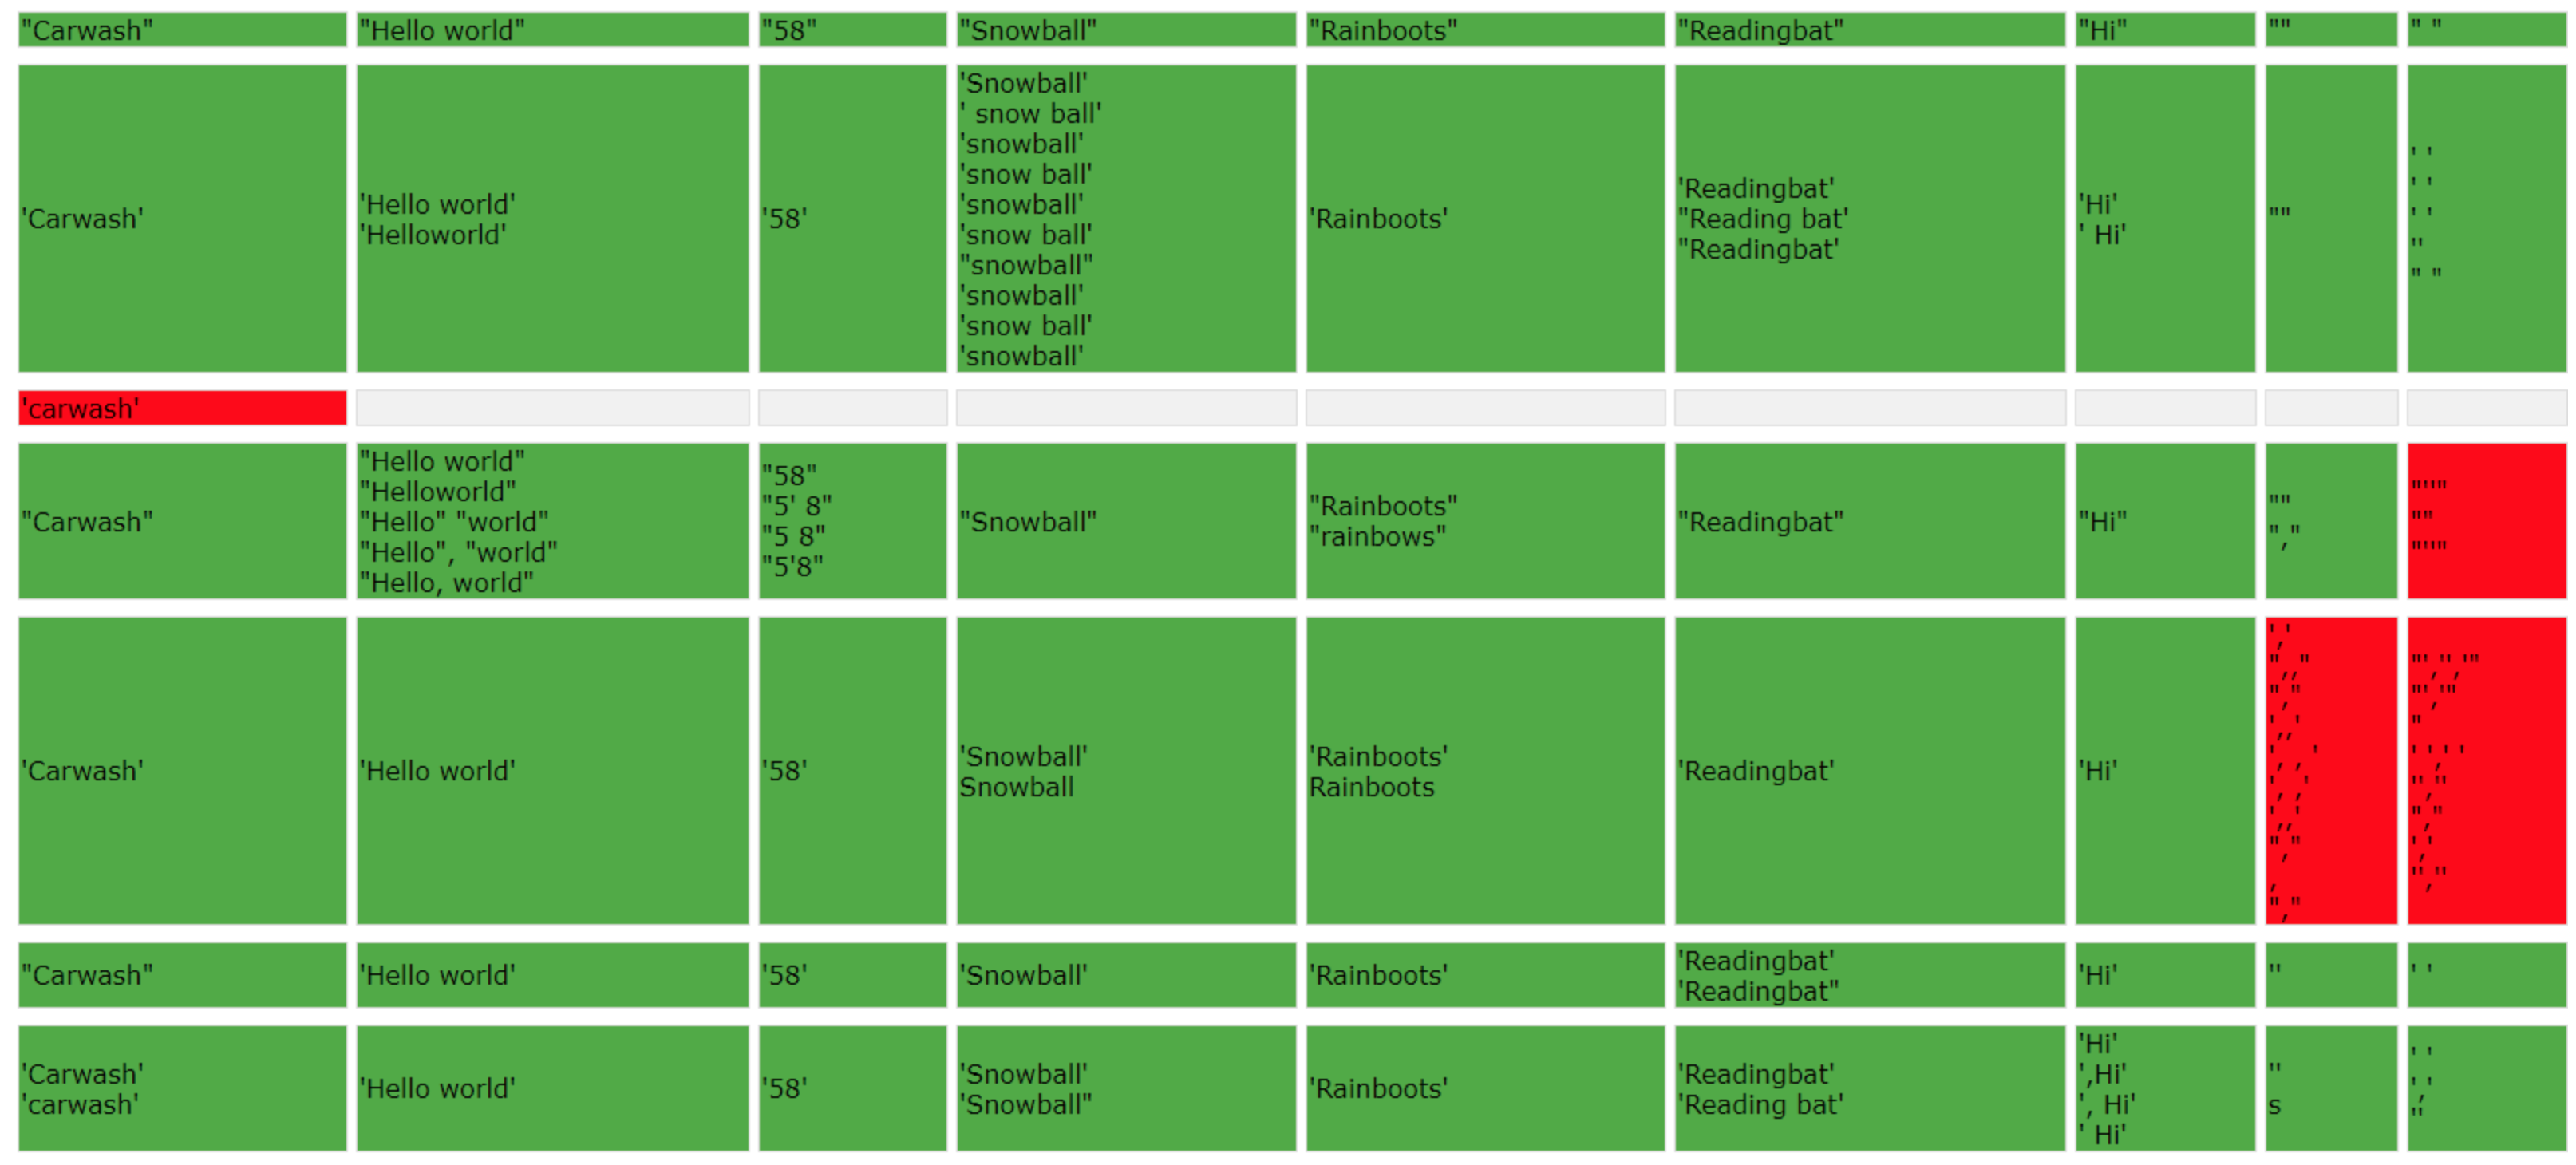 "Carwash" "Hello world" "58" "Snowball" "Rainboots" "Readingbat" "Hi" "" " "
'Carwash'
'Hello world'
'Helloworld'
'58'
'Snowball'
' snow ball'
'snowball'
'snow ball'
'snowball'
'snow ball'
"snowball"
'snowball'
'snow ball'
'snowball'
'Rainboots'
'Readingbat'
"Reading bat'
"Readingbat'
'Hi'
' Hi'
""
' '
' '
' '
''
" "
'carwash'
"Carwash"
"Hello world"
"Helloworld"
"Hello" "world"
"Hello", "world"
"Hello, world"
"58"
"5' 8"
"5 8"
"5'8"
"Snowball"
"Rainboots"
"rainbows"
"Readingbat"
"Hi"
""
","
"''"
""
"''"
'Carwash'
'Hello world'
'58'
'Snowball'
Snowball
'Rainboots'
Rainboots
'Readingbat'
'Hi'
','
",,"
","
',,'
', , '
', ,'
',,'
","
,
","
"','','"
"','"
"
' ',' '
'',''
","
','
'',''
"Carwash" 'Hello world' '58' 'Snowball' 'Rainboots'
'Readingbat'
'Readingbat"
'Hi' '' ' '
'Carwash'
'carwash'
'Hello world'
'58'
'Snowball'
'Snowball"
'Rainboots'
'Readingbat'
'Reading bat'
'Hi'
',Hi'
', Hi'
' Hi'
''
s
' '
','
''